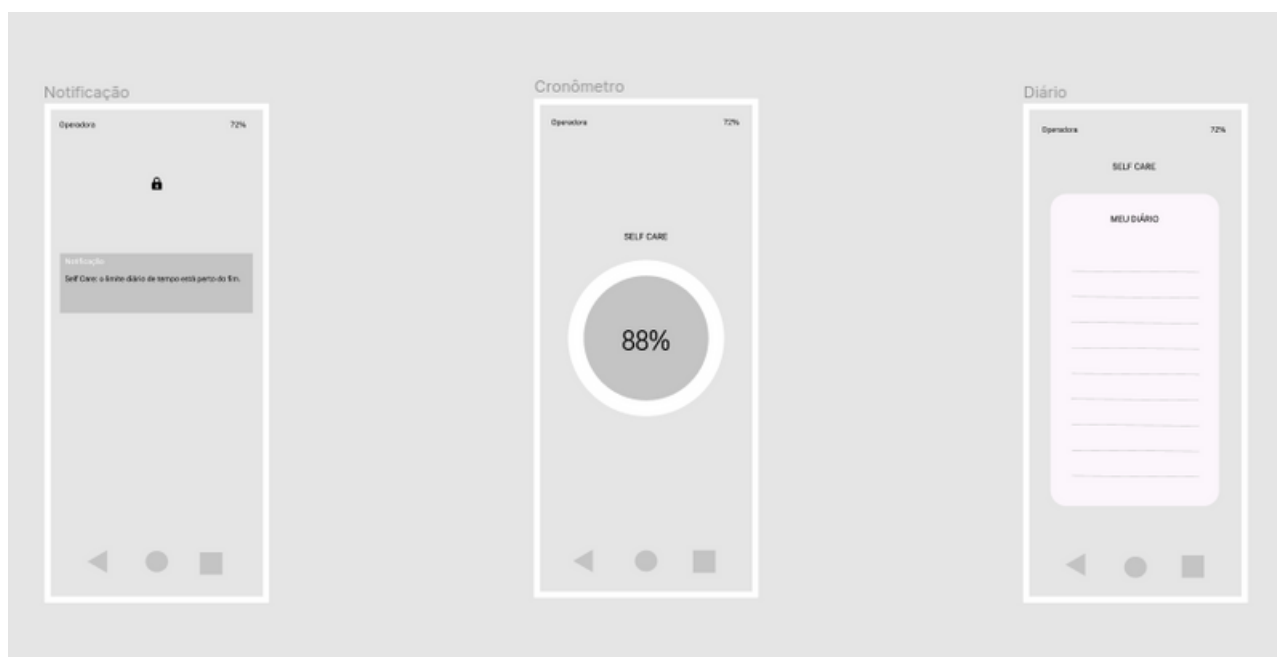 Notificação
Operadora 72%
Notificação
Self Care: o limite diário de tempo está perto do fim.
Cronômetro
Operadora 72%
SELF CARE
88%
Diário
Operadora 72%
SELF CARE
MEU DIÁRIO